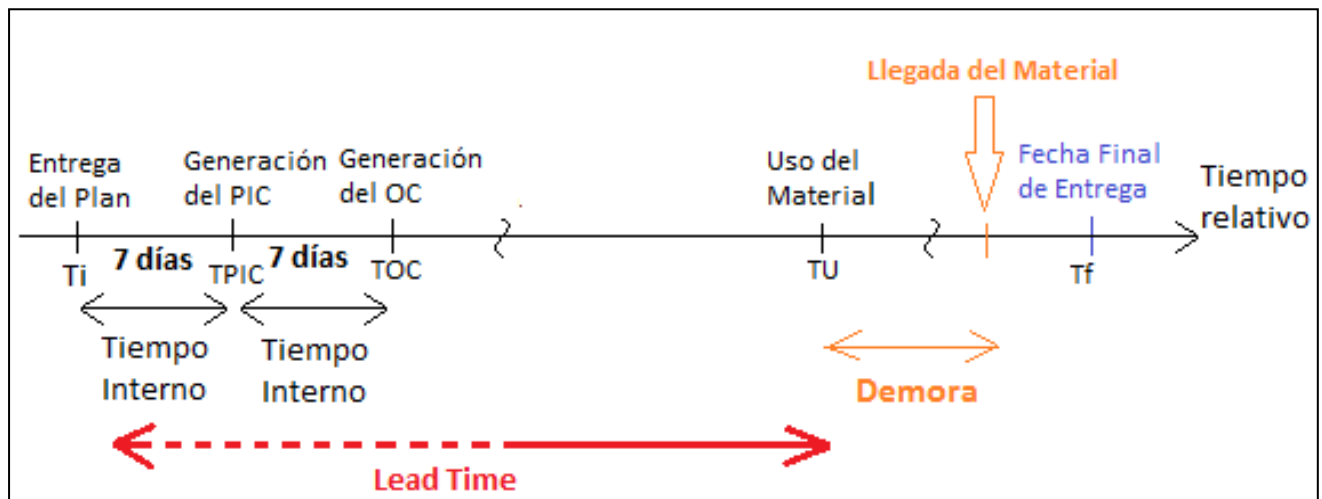 Llegada del Material
Entrega
del Plan
Generación
del PIC
Generación
del OC
Uso del
Material
Fecha Final
de Entrega
Tiempo
relativo
7 días
7 días
Ti
TPIC
TOC
TU
Tf
Tiempo
Interno
Tiempo
Interno
Demora
Lead Time